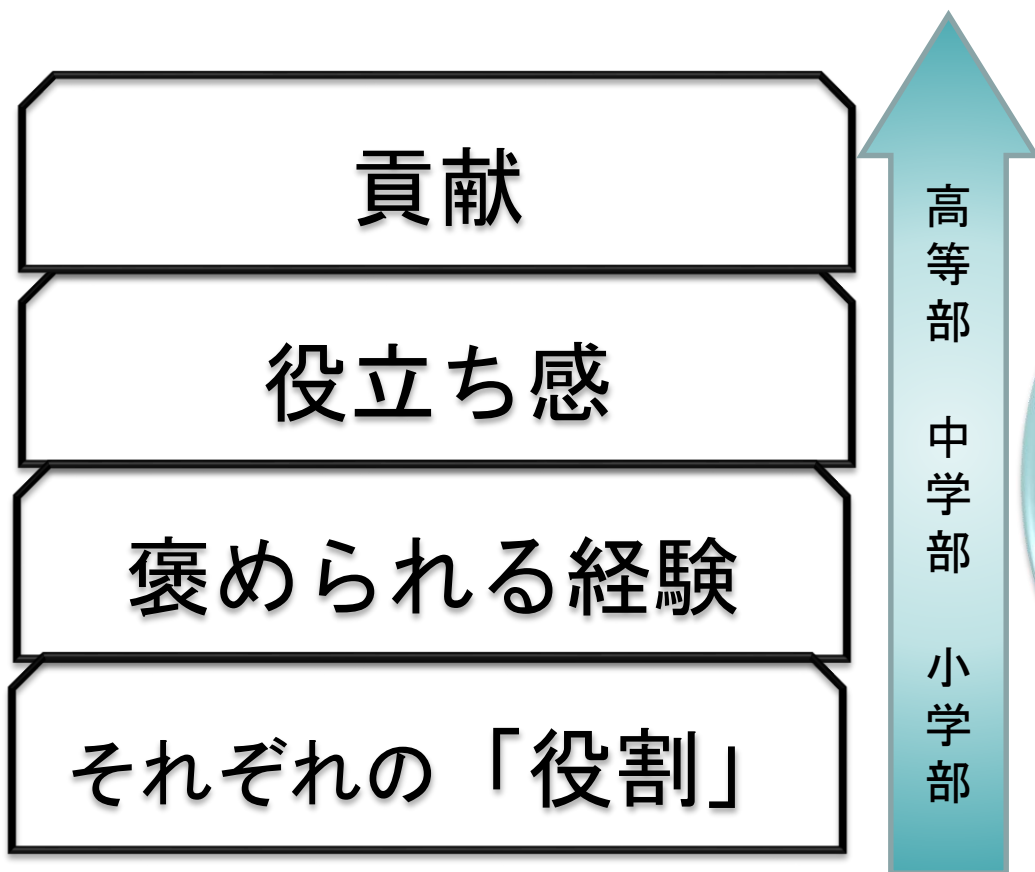 貢献
役立ち感
褒められる経験
それぞれの「役割」
高等部　中学部　小学部